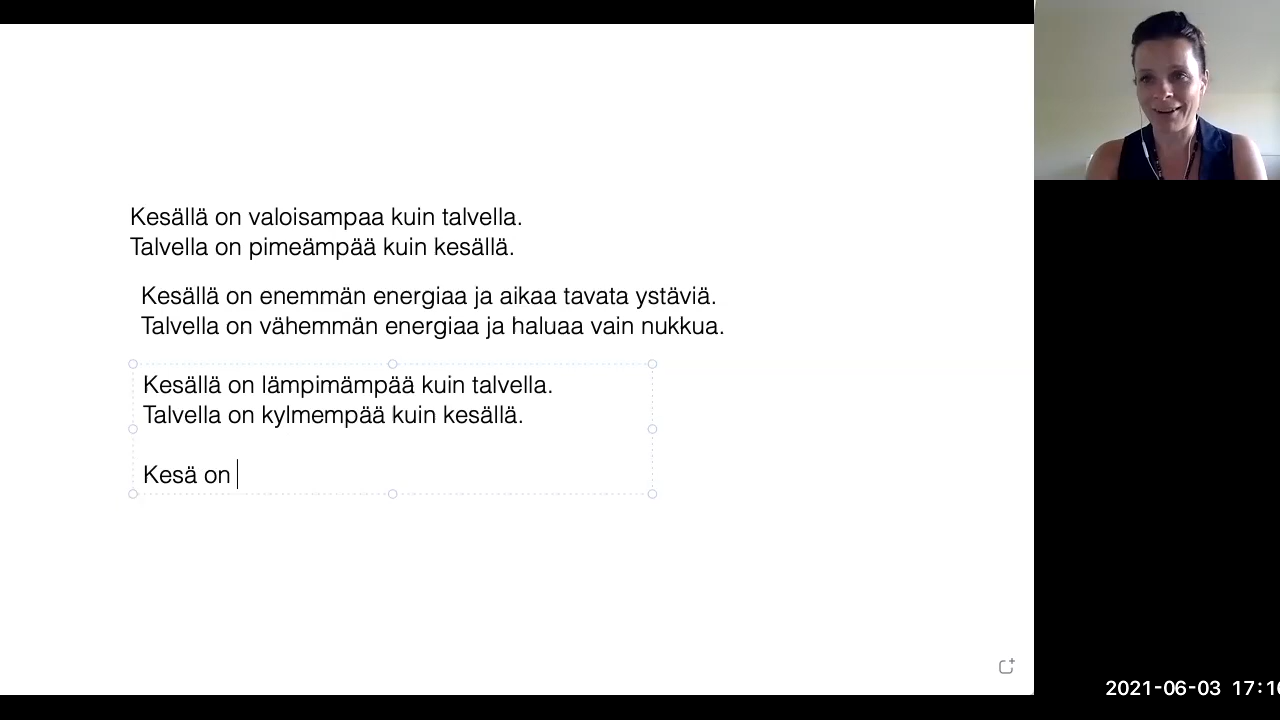 Kesällä on valoisampaa kuin talvella.
Talvella on pimeämpää kuin kesällä.
Kesällä on enemmän energiaa ja aikaa tavata ystäviä.
Talvella on vähemmän energiaa ja haluaa vain nukkua.
Kesällä on lämpimämpää kuin talvella.
Talvella on kylmempää kuin kesällä.
Kesä on
2021-06-03 17:16